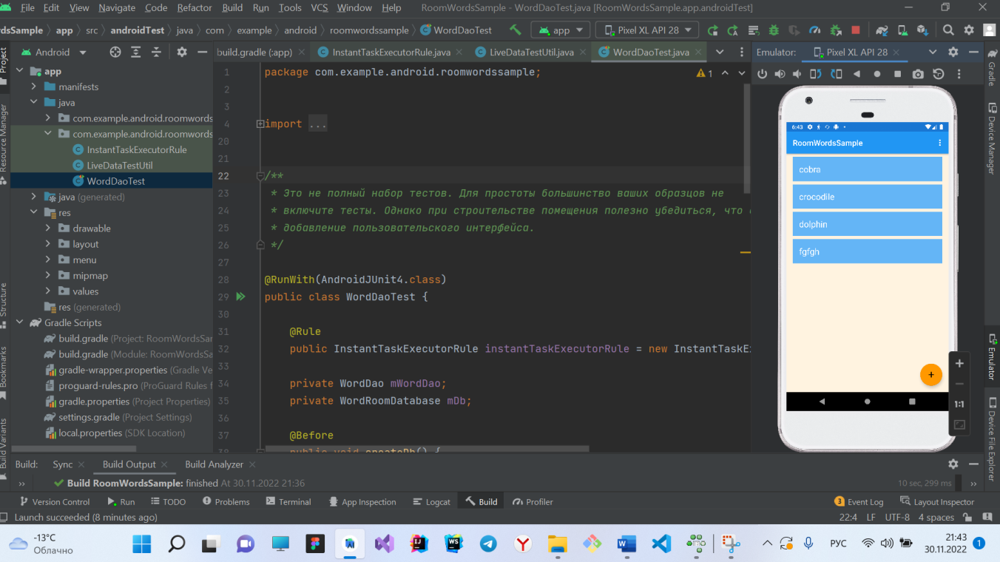 File Edit View Navigate Code Refactor Build Run Tools VCS Window Help RoomWordsSample - WordDaoTest.java [RoomWordsSample.app.androidTest]
dsSample app src androidTest java com example android roomwordssample WordDaoTest app Pixel XL API 28
Project
Android
build.gradle (:app) InstantTaskExecutorRule.java LiveDataTestUtil.java WordDaoTest.java
Emulator: Pixel XL API 28
app
manifests
java
com.example.android.roomwords
com.example.android.roomwords
InstantTaskExecutorRule
LiveDataTestUtil
WordDaoTest
java (generated)
res
drawable
layout
menu
mipmap
values
res (generated)
Gradle Scripts
build.gradle (Project: RoomWordsSar
build.gradle (Module: RoomWordsSa
gradle-wrapper.properties (Gradle Ve
proguard-rules.pro (ProGuard Rules f
gradle.properties (Project Properties)
settings.gradle (Project Settings)
local.properties (SDK Location)
Resource Manager
Structure
Bookmarks
Build Variants
1 package com.example.android.roomwordssample;
1
2
3
4 import ...
20
21
22 /**
23 * Это не полный набор тестов. Для простоты большинство ваших образцов не
24 * включите тесты. Однако при строительстве помещения полезно убедиться, что
25 * добавление пользовательского интерфейса.
26 */
27
28 @RunWith(AndroidJUnit4.class)
29 public class WordDaoTest {
30
31 @Rule
32 public InstantTaskExecutorRule instantTaskExecutorRule = new InstantTaskE
33
34 private WordDao mWordDao;
35 private WordRoomDatabase mDb;
36
37 @Before
38 public void createDb() {
6:43
RoomWordsSample
cobra
crocodile
dolphin
fgfgh
+
1:1
Gradle
Device Manager
Emulator
Device File Explorer
Build: Sync Build Output Build Analyzer
Build RoomWordsSample: finished At 30.11.2022 21:36 10 sec, 299 ms
Version Control Run TODO Problems Terminal App Inspection Logcat Build Profiler 3 Event Log Layout Inspector
Launch succeeded (8 minutes ago) 22:4 LF UTF-8 4 spaces
-13°C
Облачно
РУС
21:43
30.11.2022
1